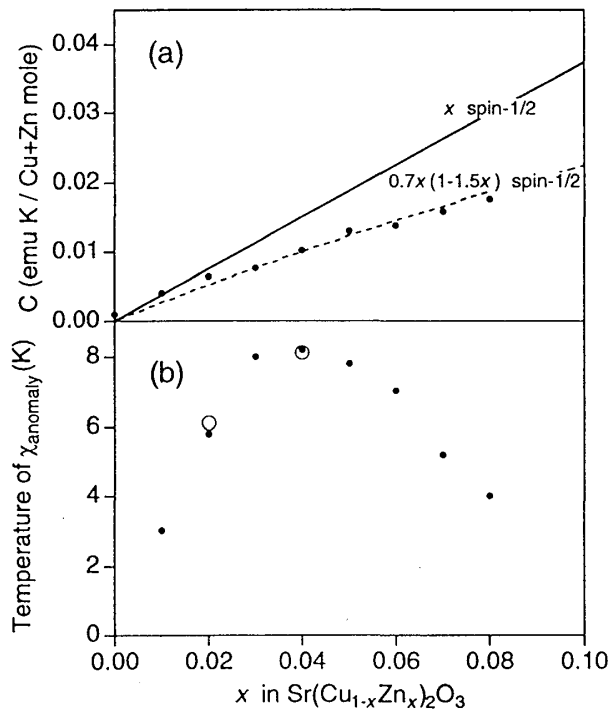 (a)
C (emu K / Cu+Zn mole)
0.04
0.03
0.02
0.01
0.00
x spin-1/2
0.7x(1-1.5x) spin-1/2
(b)
Temperature of χanomaly(K)
8
6
4
2
0
0.00 0.02 0.04 0.06 0.08 0.10
x in Sr(Cu1-xZnx)2O3